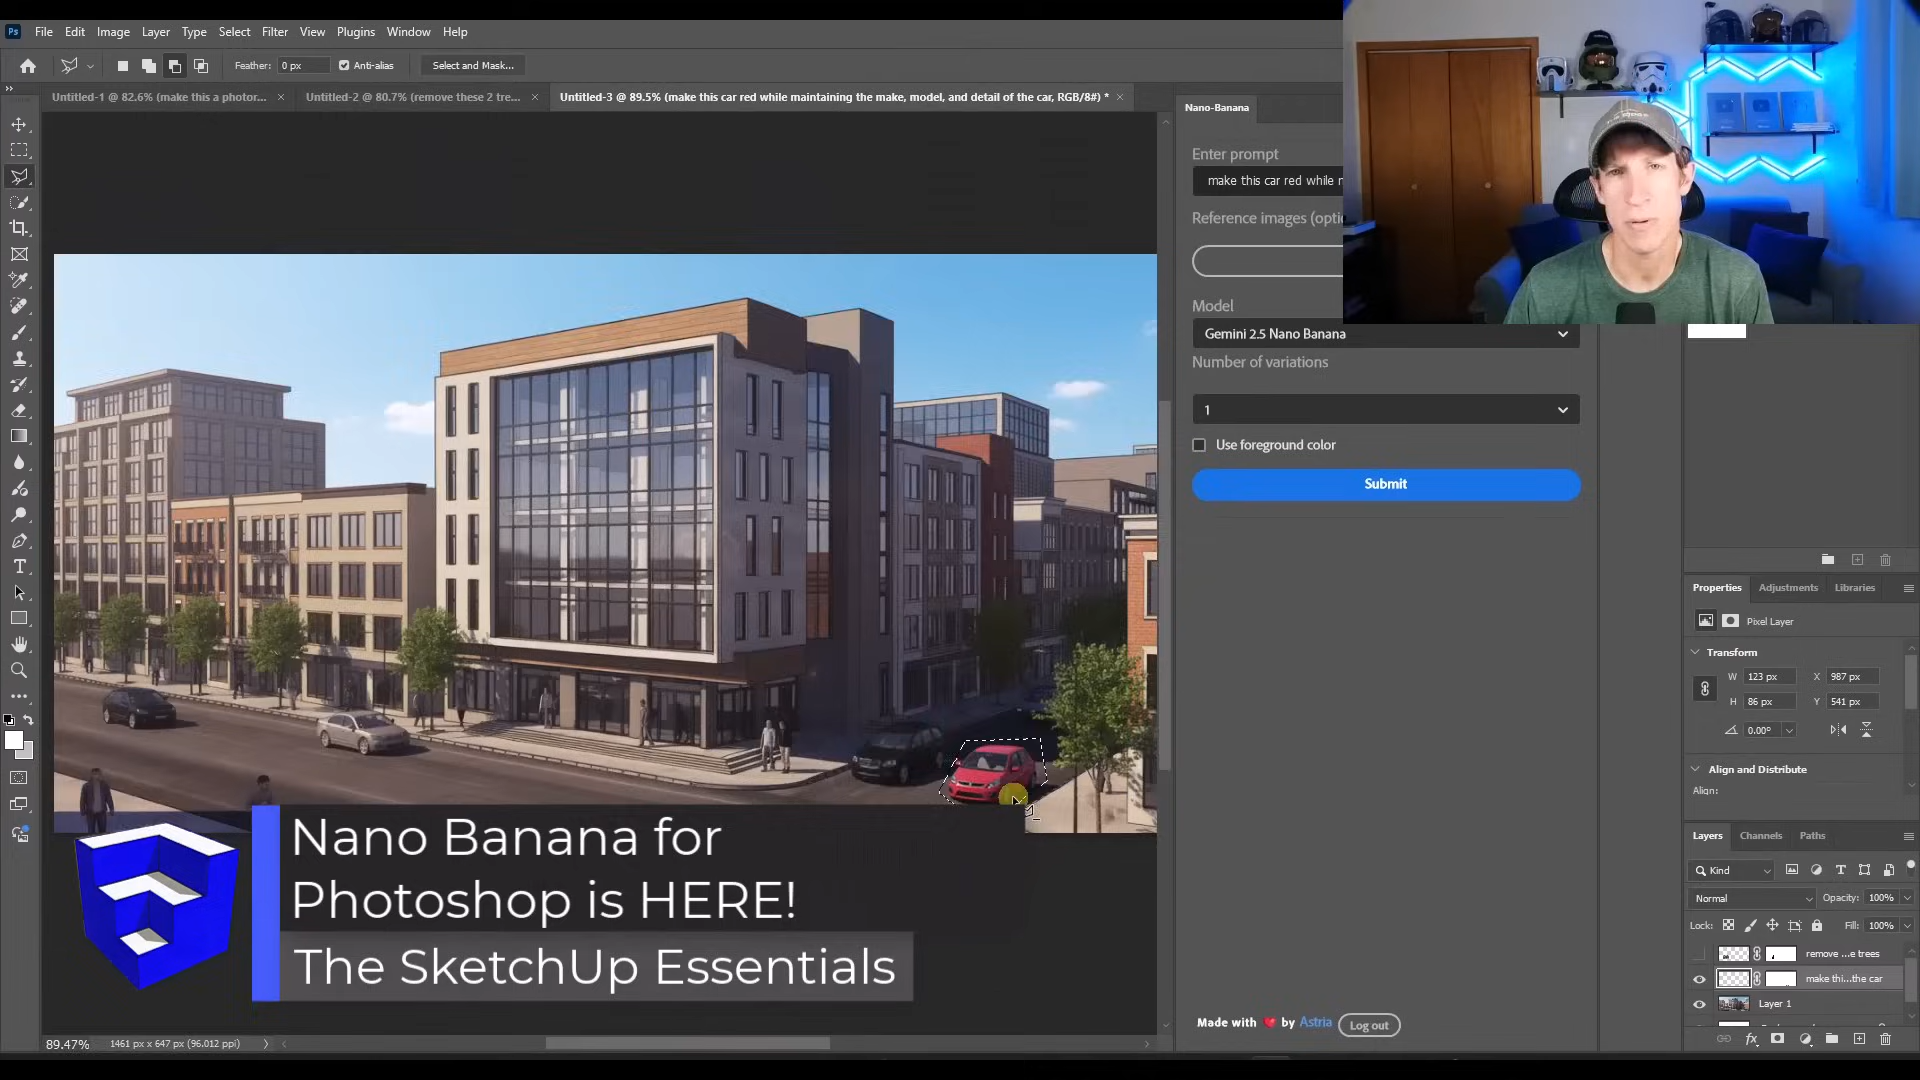 Ps File Edit Image Layer Type Select Filter View Plugins Window Help
Feather: 0 px Anti-alias Select and Mask...
Untitled-1 @ 82.6% (make this a photor... × Untitled-2 @ 80.7% (remove these 2 tre... × Untitled-3 @ 89.5% (make this car red while maintaining the make, model, and detail of the car, RGB/8#) * ×
Nano-Banana
Enter prompt
make this car red while
Reference images (opti
Model
Gemini 2.5 Nano Banana
Number of variations
1
Use foreground color
Submit
Made with ❤ by Astria Log out
Properties Adjustments Libraries
Pixel Layer
Transform
W 123 px X 987 px
H 86 px Y 541 px
0.00°
Align and Distribute
Align:
Layers Channels Paths
Kind
Normal Opacity: 100%
Lock: Fill: 100%
remove ...e trees
make thi...the car
Layer 1
Nano Banana for
Photoshop is HERE!
The SketchUp Essentials
89.47% 1461 px x 647 px (96.012 ppi)